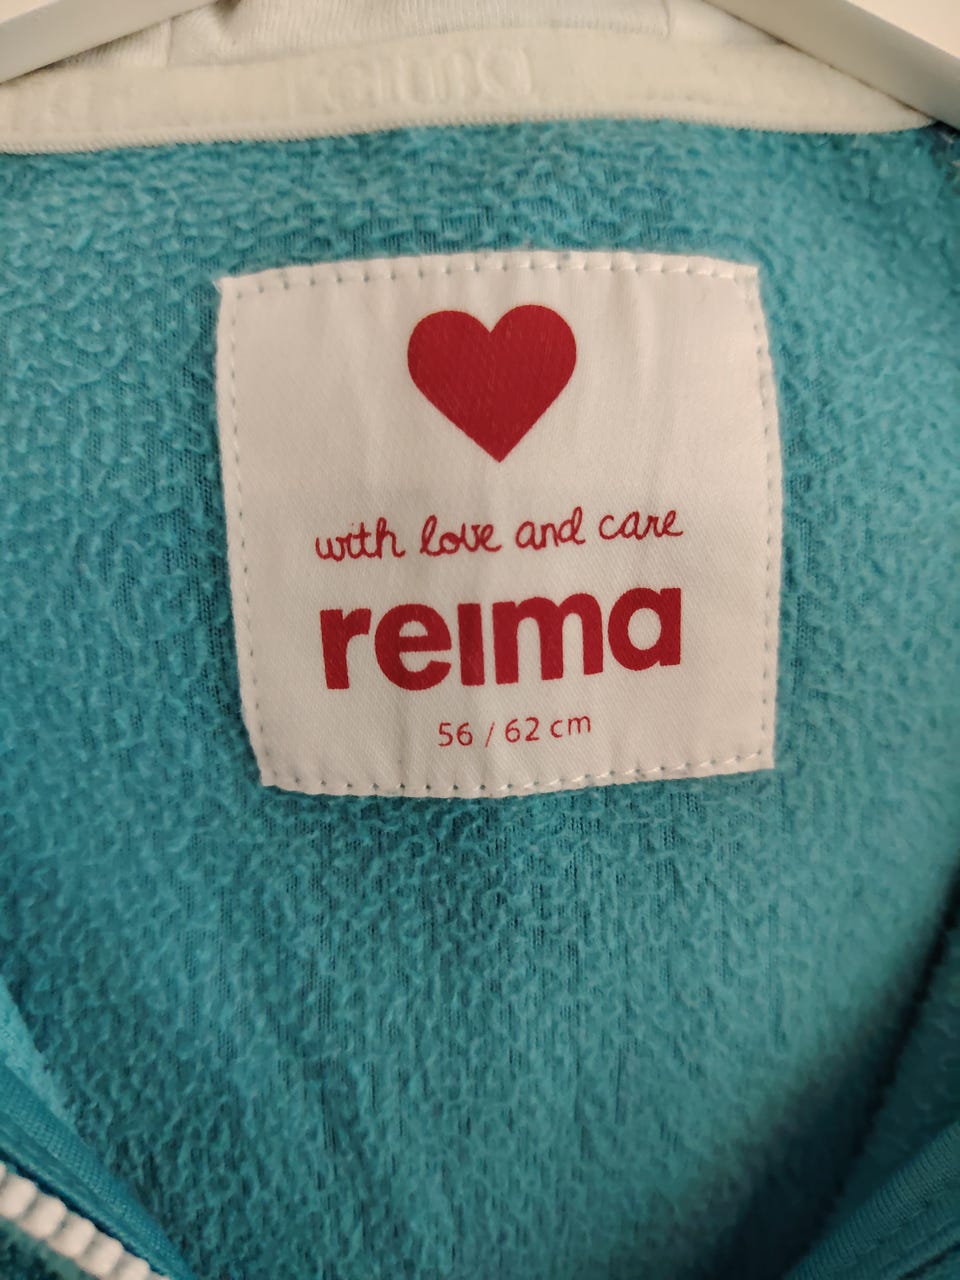 with love and care
reima
56 / 62 cm